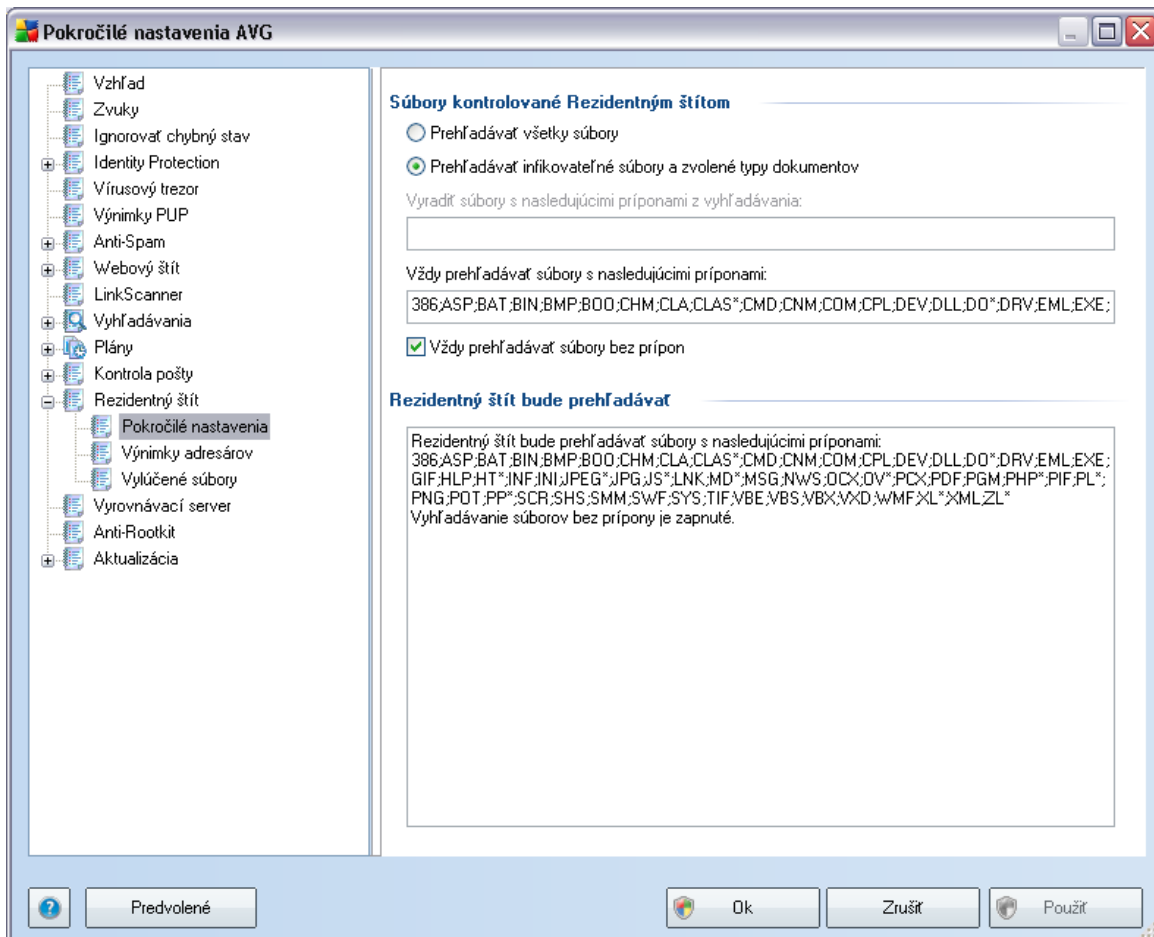 Pokročilé nastavenia AVG
Vzhľad
Zvuky
Ignorovať chybný stav
Identity Protection
Vírusový trezor
Výnimky PUP
Anti-Spam
Webový štít
LinkScanner
Vyhľadávania
Plány
Kontrola pošty
Rezidentný štít
Pokročilé nastavenia
Výnimky adresárov
Vylúčené súbory
Vyrovnávací server
Anti-Rootkit
Aktualizácia
Súbory kontrolované Rezidentným štítom
Prehľadávať všetky súbory
Prehľadávať infikovateľné súbory a zvolené typy dokumentov
Vyradiť súbory s nasledujúcimi príponami z vyhľadávania:
Vždy prehľadávať súbory s nasledujúcimi príponami:
386;ASP;BAT;BIN;BMP;BOO;CHM;CLA;CLAS*;CMD;CNM;COM;CPL;DEV;DLL;DO*;DRV;EML;EXE;
Vždy prehľadávať súbory bez prípon
Rezidentný štít bude prehľadávať
Rezidentný štít bude prehľadávať súbory s nasledujúcimi príponami:
386;ASP;BAT;BIN;BMP;BOO;CHM;CLA;CLAS*;CMD;CNM;COM;CPL;DEV;DLL;DO*;DRV;EML;EXE;
GIF;HLP;HT*;INF;INI;JPEG*;JPG;JS*;LNK;MD*;MSG;NWS;OCX;OV*;PCX;PDF;PGM;PHP*;PIF;PL*;
PNG;POT;PP*;SCR;SHS;SMM;SWF;SYS;TIF;VBE;VBS;VBX;VXD;WMF;XL*;XML;ZL*
Vyhľadávanie súborov bez prípony je zapnuté.
Predvolené
Ok
Zrušiť
Použiť